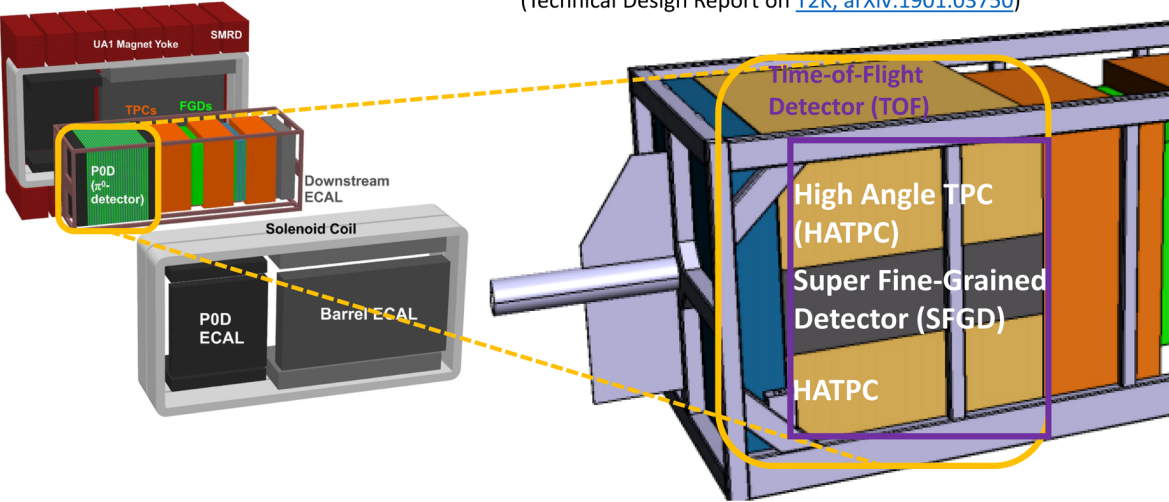 (Technical Design Report on T2K, arXiv:1901.03750)
SMRD
UA1 Magnet Yoke
TPCs
FGDs
P0D
(π⁰-
detector)
Downstream
ECAL
Solenoid Coil
P0D
ECAL
Barrel ECAL
Time-of-Flight
Detector (TOF)
High Angle TPC
(HATPC)
Super Fine-Grained
Detector (SFGD)
HATPC